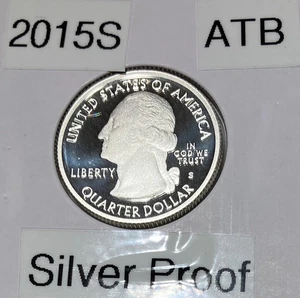 2015S
ATB
UNITED STATES OF AMERICA
LIBERTY
IN
GOD WE
TRUST
S
QUARTER DOLLAR
Silver Proof